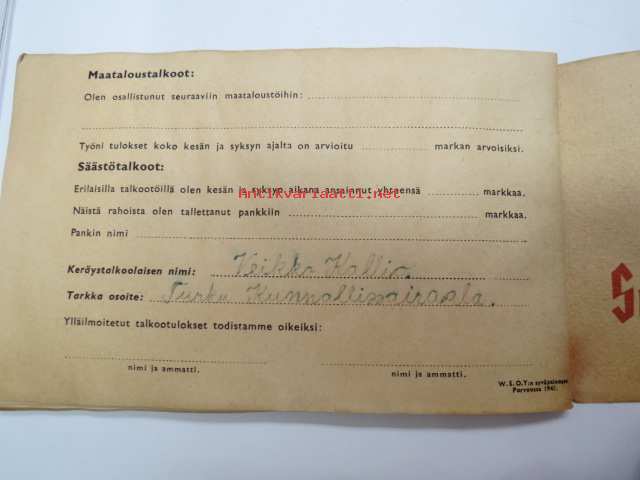 Maataloustalkoot:
Olen osallistunut seuraaviin maataloustöihin:
Työni tulokset koko kesän ja syksyn ajalta on arvioitu markan arvoisiksi.
Säästötalkoot:
Erilaisilla talkootöillä olen kesän ja syksyn aikana ansainnut yhteensä markkaa.
Antikvariaatti.net
Näistä rahoista olen tallettanut pankkiin markkaa.
Pankin nimi
Keräystalkoolaisen nimi: Veikko Kallio.
Tarkka osoite: Turku Kunnallissairaala.
Ylläilmoitetut talkootulokset todistamme oikeiksi:
nimi ja ammatti. nimi ja ammatti.
W.S.O.Y:n
Porvoossa 1941.